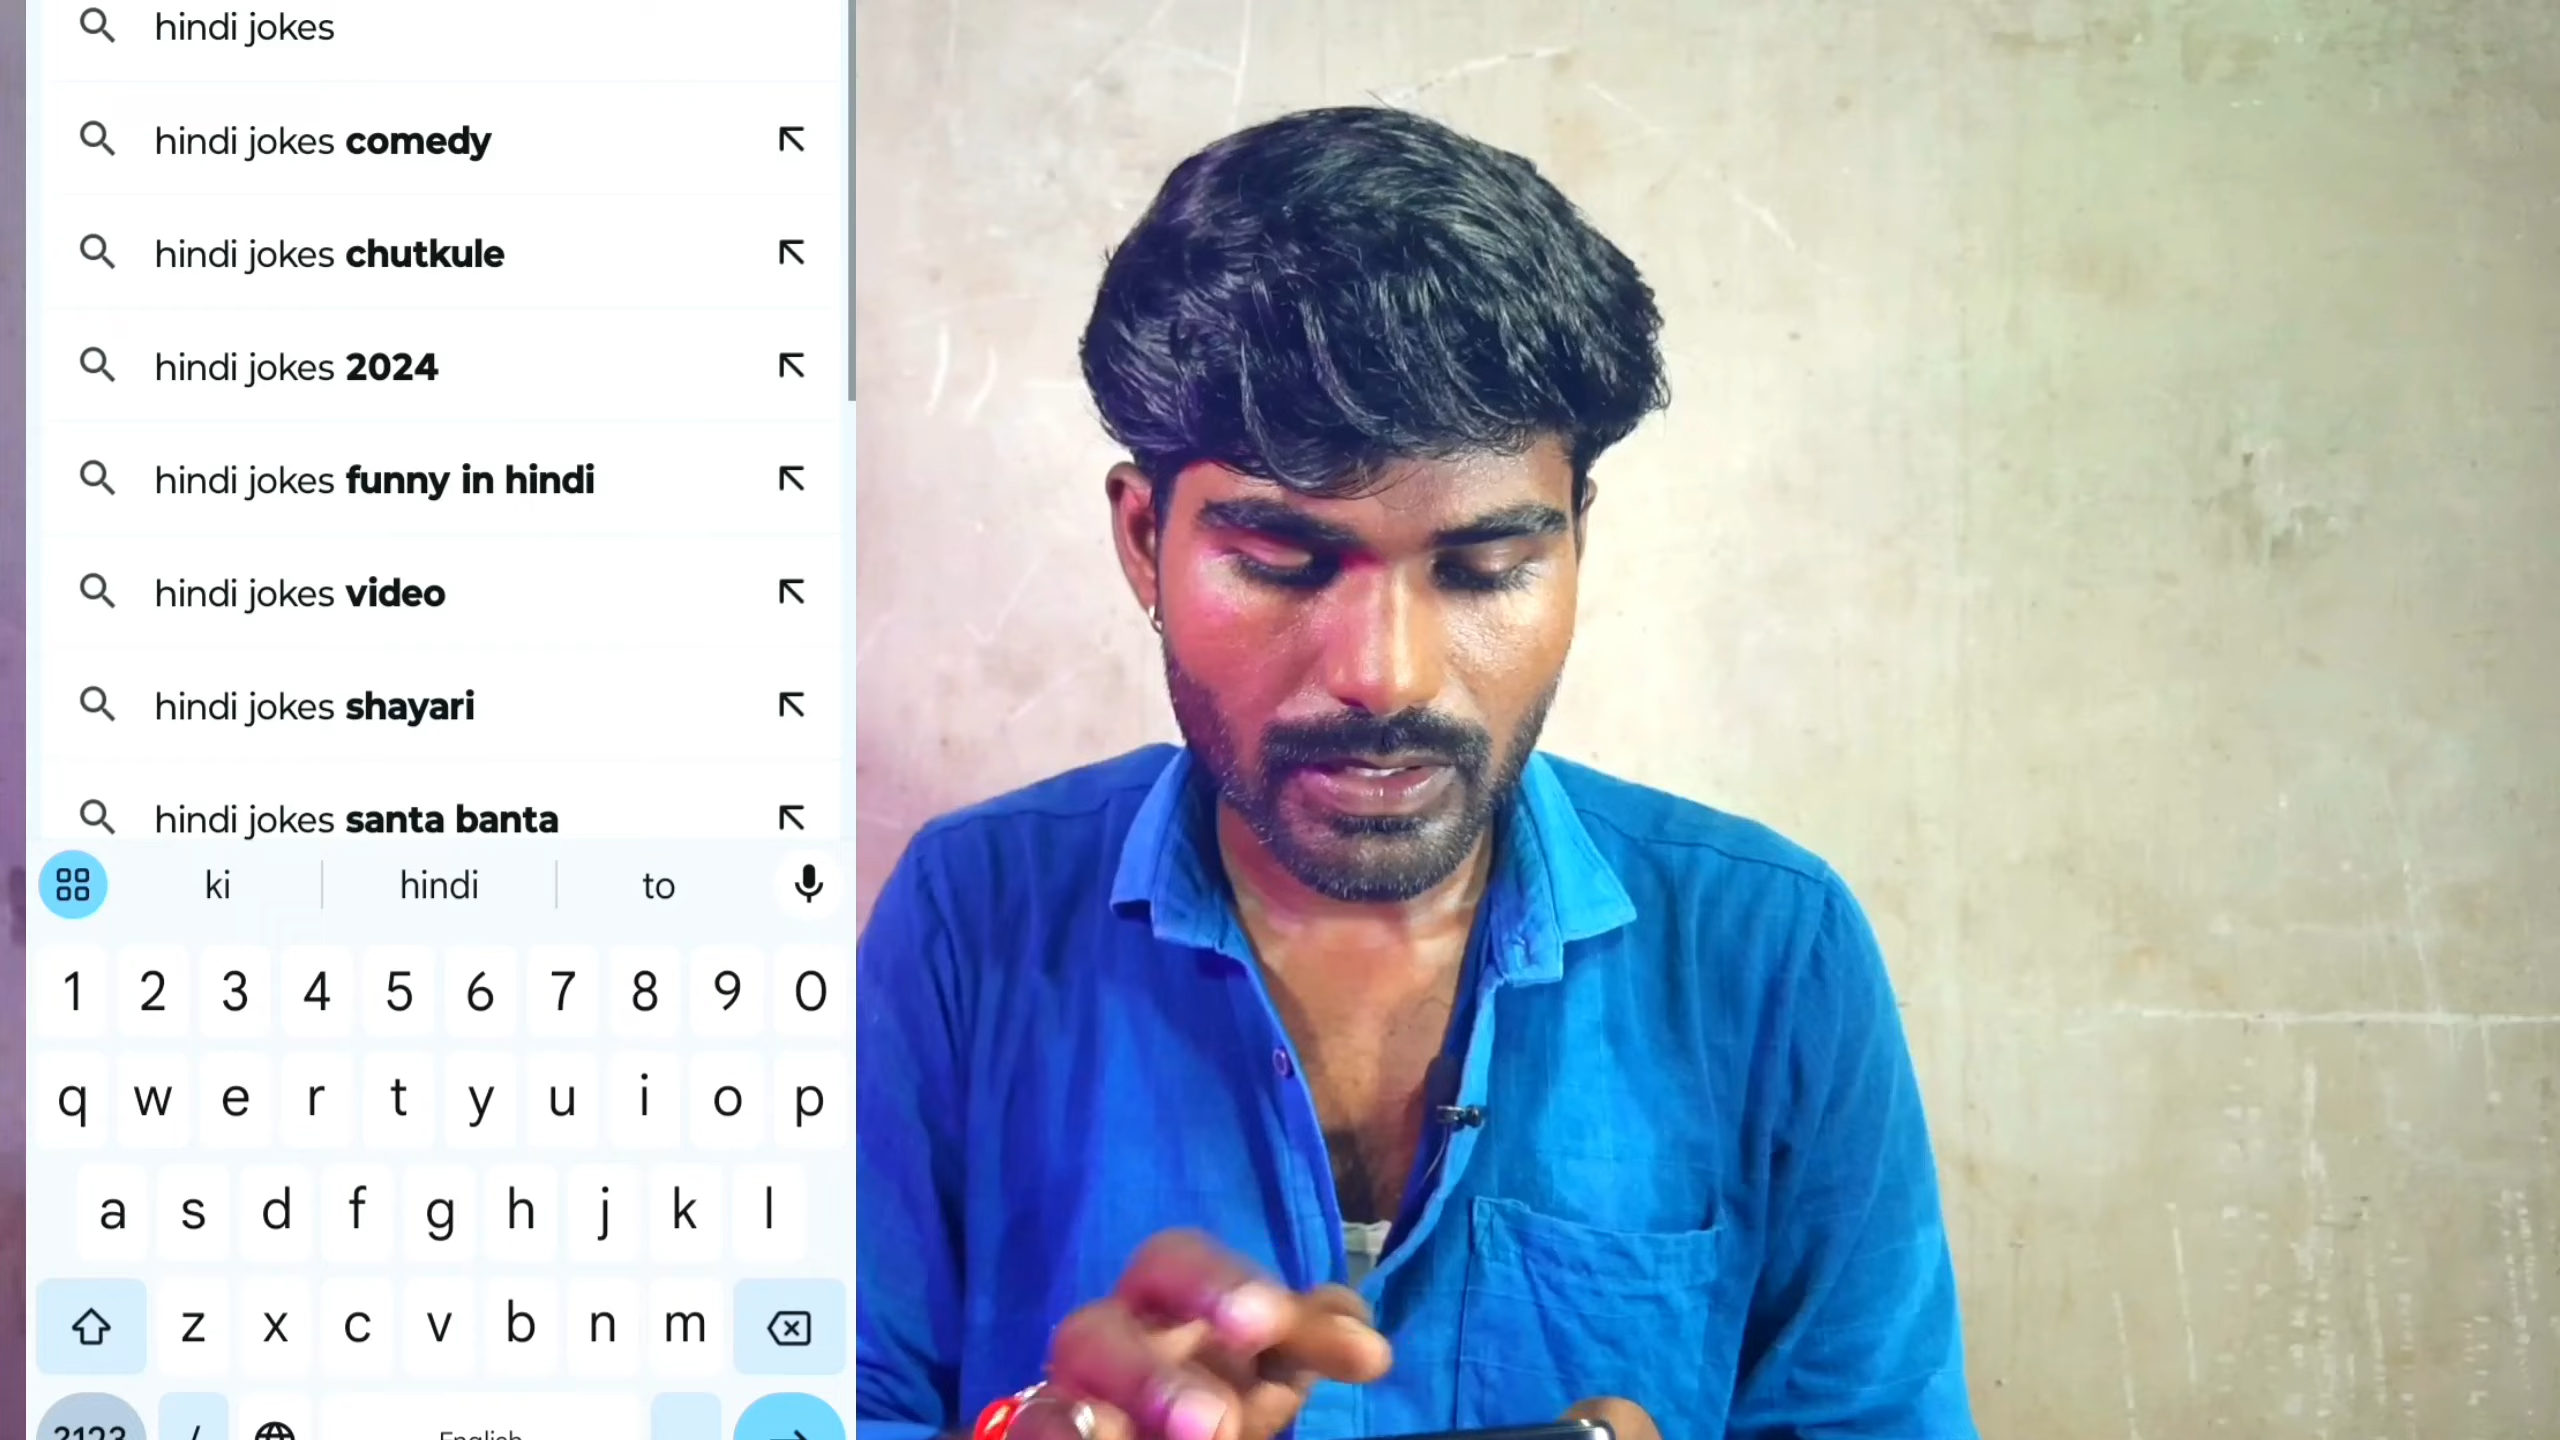 hindi jokes
hindi jokes comedy
hindi jokes chutkule
hindi jokes 2024
hindi jokes funny in hindi
hindi jokes video
hindi jokes shayari
hindi jokes santa banta
ki hindi to
1 2 3 4 5 6 7 8 9 0
q w e r t y u i o p
a s d f g h j k l
z x c v b n m
?123 / English